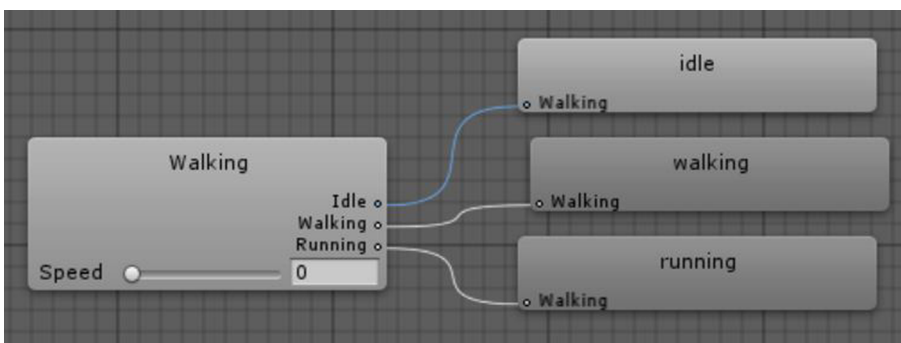 idle
Walking
Walking
Idle
Walking
Running
Speed 0
walking
Walking
running
Walking